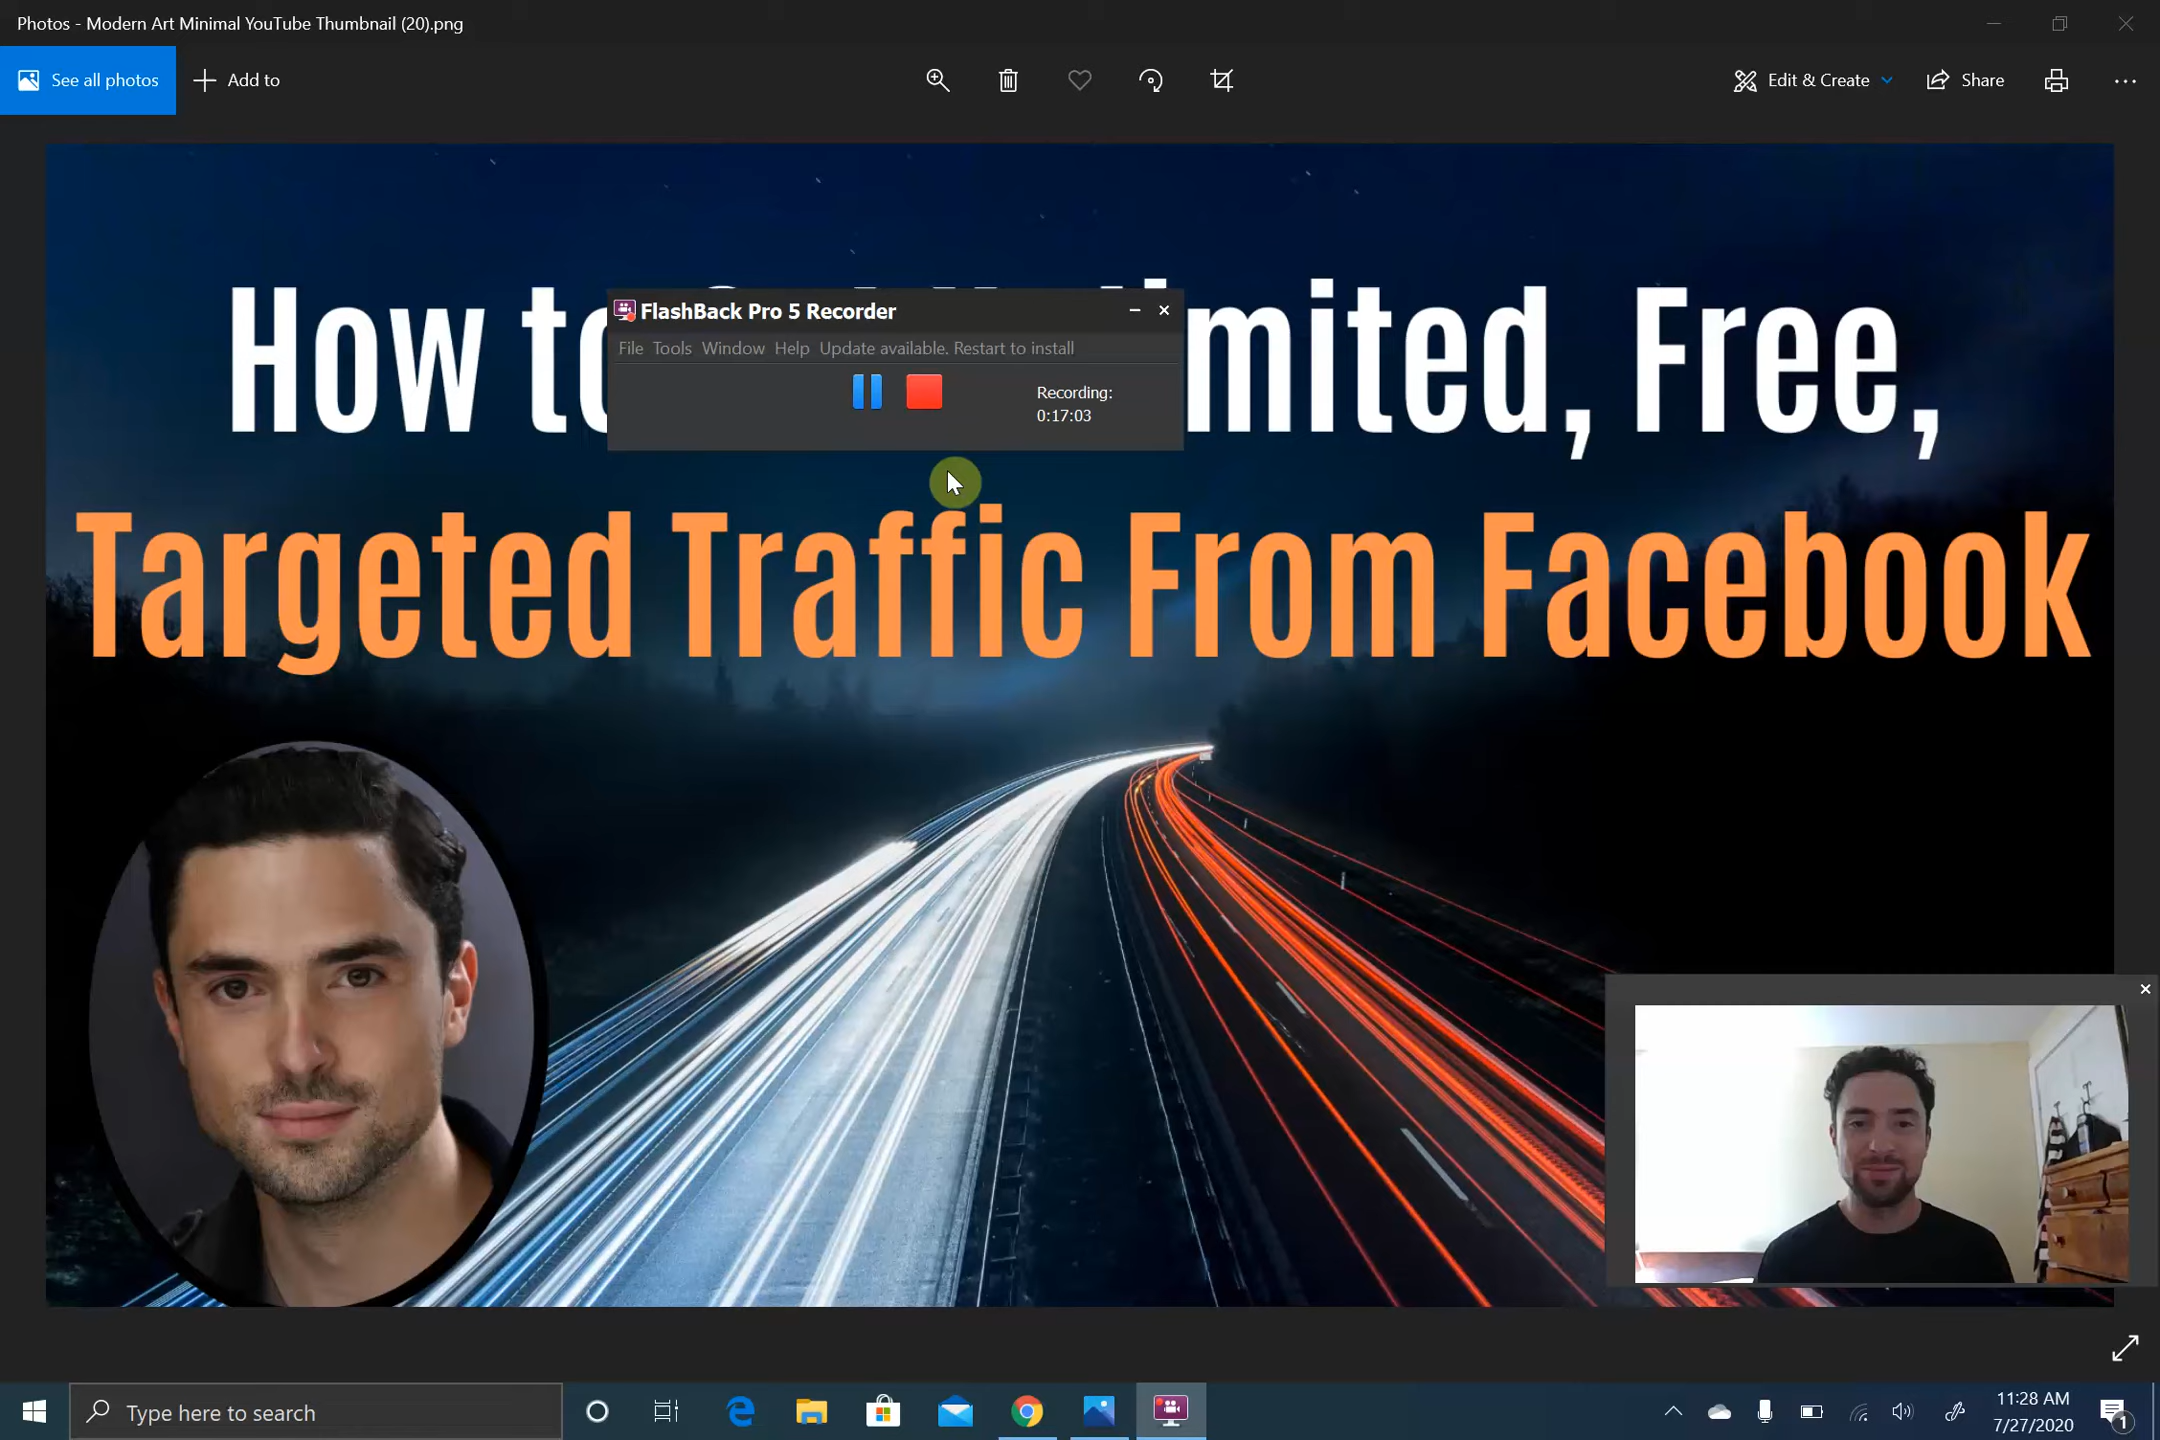 Photos - Modern Art Minimal YouTube Thumbnail (20).png
See all photos
Add to
Edit & Create
Share
How to
imited, Free,
FlashBack Pro 5 Recorder
File Tools Window Help Update available. Restart to install
Recording:
0:17:03
Targeted Traffic From Facebook
Type here to search
11:28 AM
7/27/2020
1